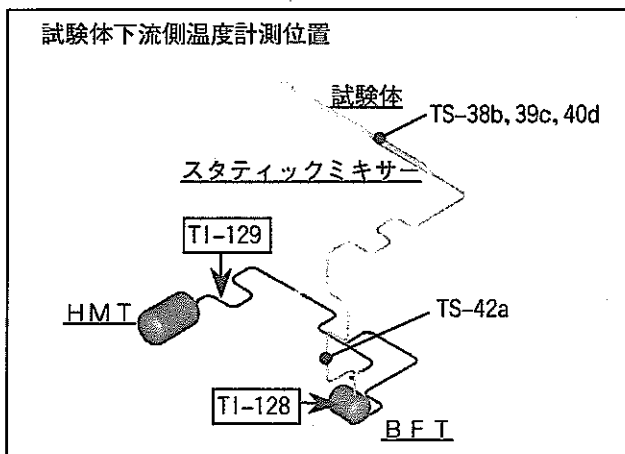 試験体下流側温度計測位置
試験体
TS-38b, 39c, 40d
スタティックミキサー
TI-129
HMT
TS-42a
TI-128
BFT